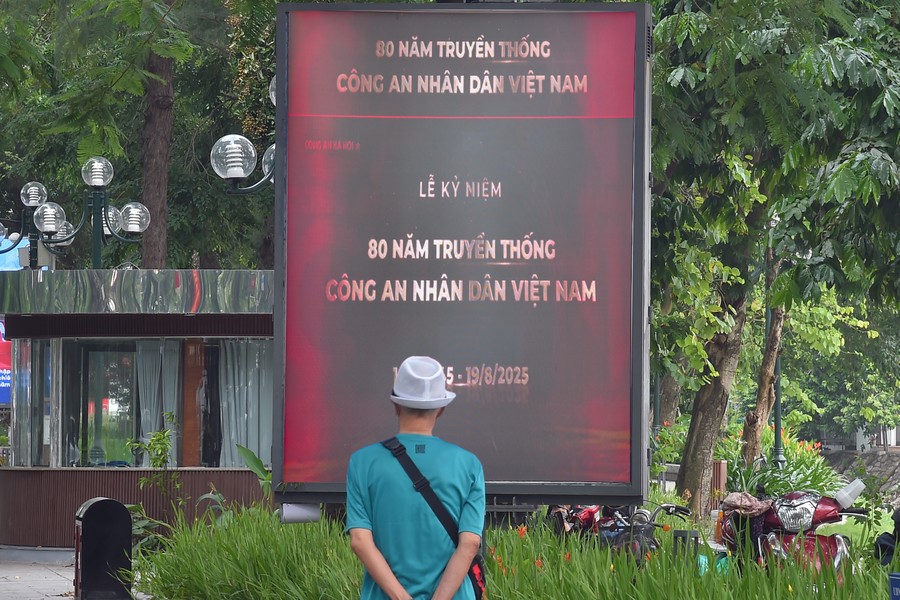 80 NĂM TRUYỀN THỐNG
CÔNG AN NHÂN DÂN VIỆT NAM
LỄ KỶ NIỆM
80 NĂM TRUYỀN THỐNG
CÔNG AN NHÂN DÂN VIỆT NAM
5 - 19/8/2025